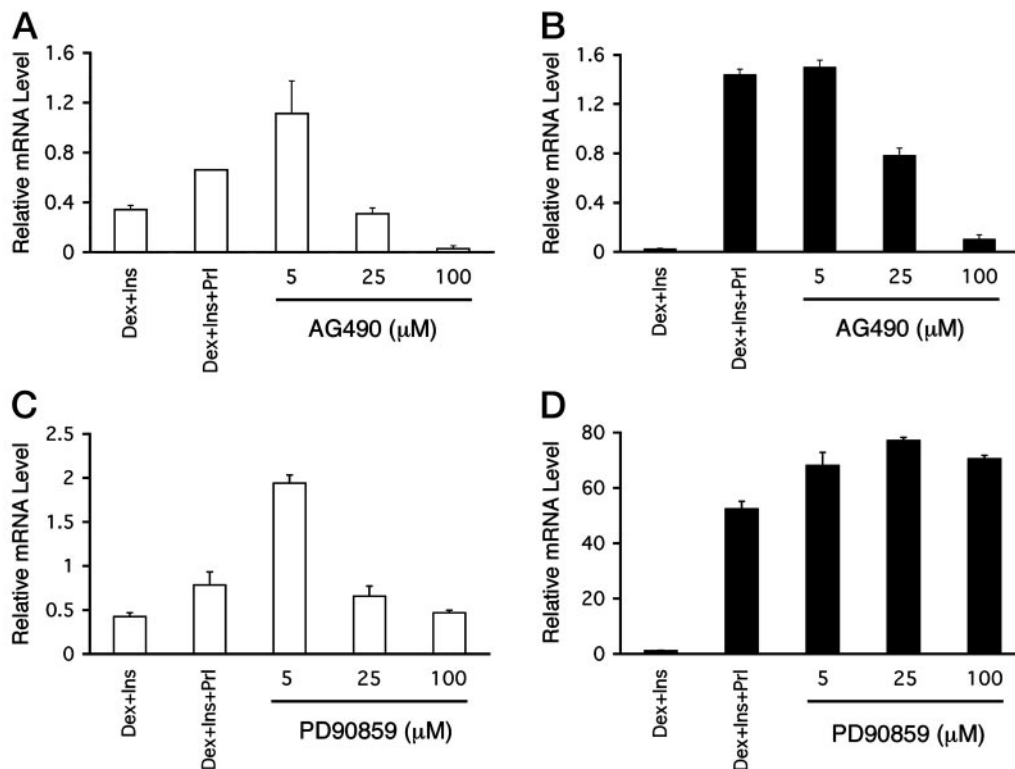 A
Relative mRNA Level
1.6
1.2
0.8
0.4
0
Dex+Ins
Dex+Ins+Prl
5 25 100
AG490 (μM)
B
Relative mRNA Level
1.6
1.2
0.8
0.4
0
Dex+Ins
Dex+Ins+Prl
5 25 100
AG490 (μM)
C
Relative mRNA Level
2.5
2
1.5
1
0.5
0
Dex+Ins
Dex+Ins+Prl
5 25 100
PD90859 (μM)
D
Relative mRNA Level
80
60
40
20
0
Dex+Ins
Dex+Ins+Prl
5 25 100
PD90859 (μM)